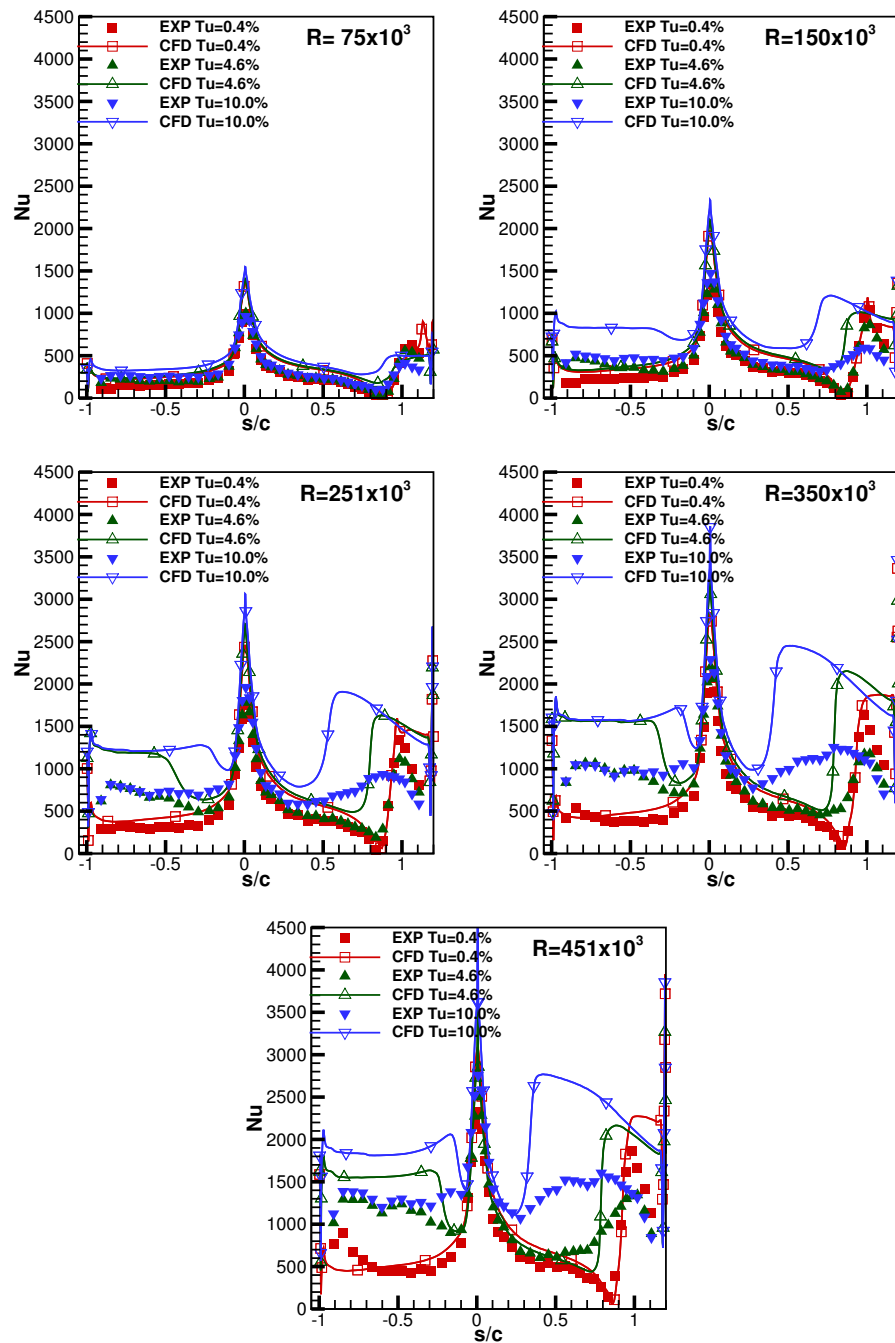 4500
4000
3500
3000
2500
2000
1500
1000
500
0
Nu
EXP Tu=0.4%
CFD Tu=0.4%
EXP Tu=4.6%
CFD Tu=4.6%
EXP Tu=10.0%
CFD Tu=10.0%
R= 75x10³
-1 -0.5 0 0.5 1
s/c
4500
4000
3500
3000
2500
2000
1500
1000
500
0
Nu
EXP Tu=0.4%
CFD Tu=0.4%
EXP Tu=4.6%
CFD Tu=4.6%
EXP Tu=10.0%
CFD Tu=10.0%
R=150x10³
-1 -0.5 0 0.5 1
s/c
4500
4000
3500
3000
2500
2000
1500
1000
500
0
Nu
EXP Tu=0.4%
CFD Tu=0.4%
EXP Tu=4.6%
CFD Tu=4.6%
EXP Tu=10.0%
CFD Tu=10.0%
R=251x10³
-1 -0.5 0 0.5 1
s/c
4500
4000
3500
3000
2500
2000
1500
1000
500
0
Nu
EXP Tu=0.4%
CFD Tu=0.4%
EXP Tu=4.6%
CFD Tu=4.6%
EXP Tu=10.0%
CFD Tu=10.0%
R=350x10³
-1 -0.5 0 0.5 1
s/c
4500
4000
3500
3000
2500
2000
1500
1000
500
0
Nu
EXP Tu=0.4%
CFD Tu=0.4%
EXP Tu=4.6%
CFD Tu=4.6%
EXP Tu=10.0%
CFD Tu=10.0%
R=451x10³
-1 -0.5 0 0.5 1
s/c